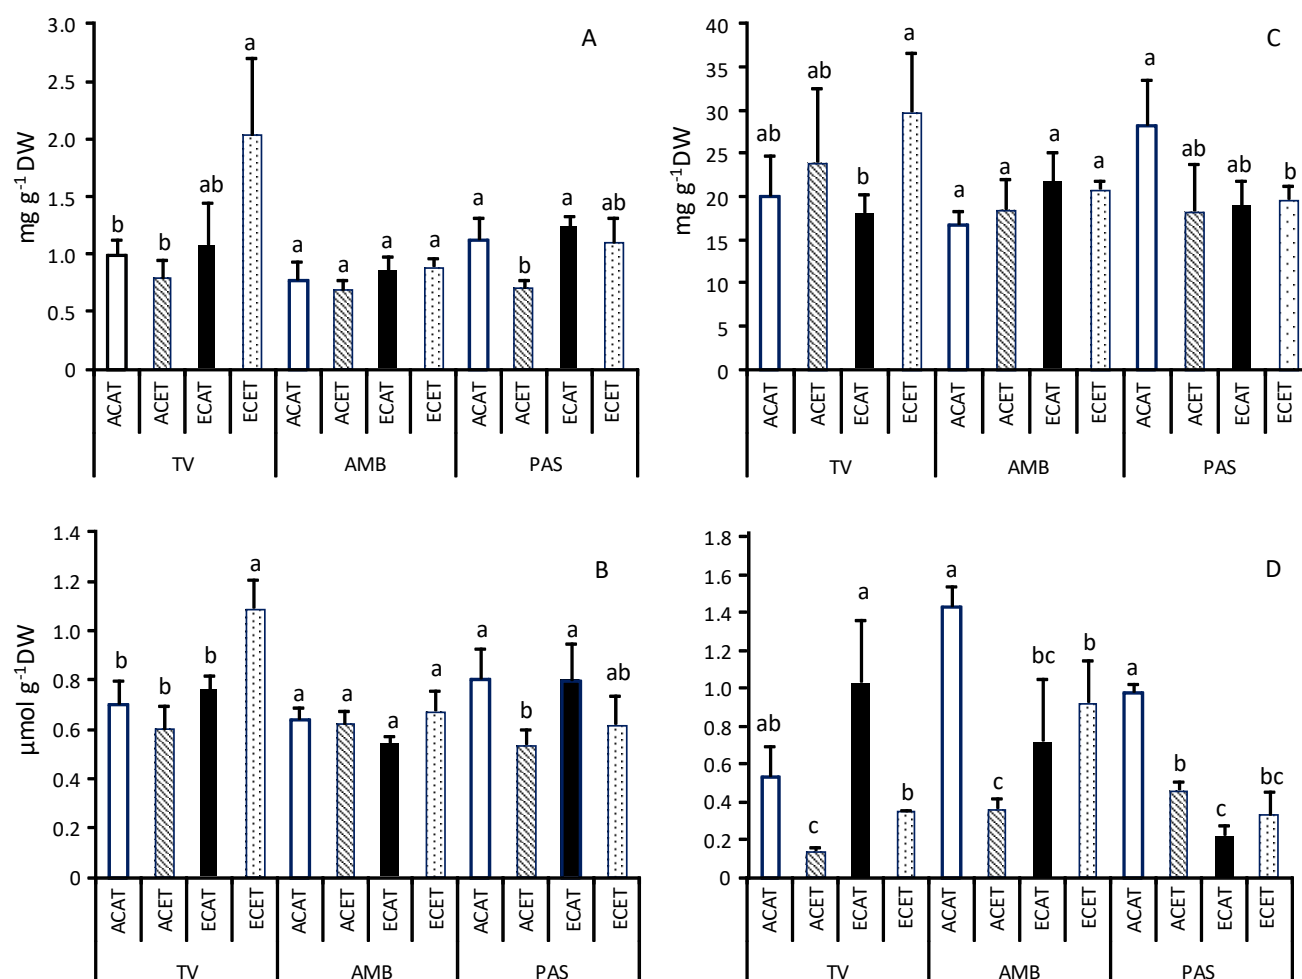 A
mg g⁻¹ DW
3.0
2.5
2.0
1.5
1.0
0.5
0
b
b
ab
a
a
a
a
a
a
b
a
ab
ACAT
ACET
ECAT
ECET
ACAT
ACET
ECAT
ECET
ACAT
ACET
ECAT
ECET
TV
AMB
PAS
C
mg g⁻¹DW
40
35
30
25
20
15
10
5
0
ab
ab
b
a
a
a
a
a
a
ab
ab
b
ACAT
ACET
ECAT
ECET
ACAT
ACET
ECAT
ECET
ACAT
ACET
ECAT
ECET
TV
AMB
PAS
B
µmol g⁻¹DW
1.4
1.2
1.0
0.8
0.6
0.4
0.2
0
b
b
b
a
a
a
a
a
a
b
a
ab
ACAT
ACET
ECAT
ECET
ACAT
ACET
ECAT
ECET
ACAT
ACET
ECAT
ECET
TV
AMB
PAS
D
1.8
1.6
1.4
1.2
1.0
0.8
0.6
0.4
0.2
0
ab
c
a
b
a
c
bc
b
a
b
c
bc
ACAT
ACET
ECAT
ECET
ACAT
ACET
ECAT
ECET
ACAT
ACET
ECAT
ECET
TV
AMB
PAS